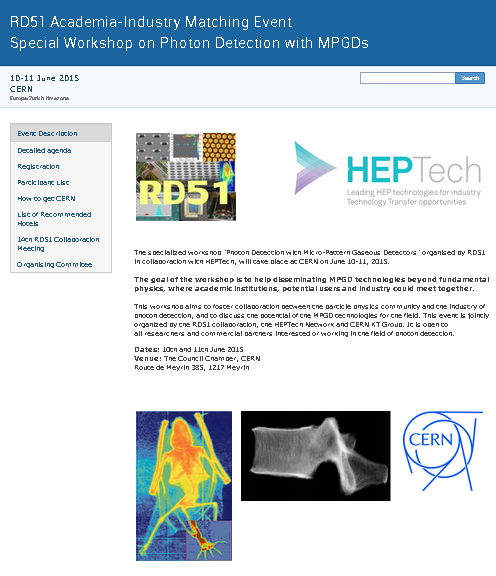 RD51 Academia-Industry Matching Event
Special Workshop on Photon Detection with MPGDs
10-11 June 2015
CERN
Europe/Zurich timezone
Search
Event Description
Detailed agenda
Registration
Participant List
How to get CERN
List of Recommended
Hotels
14th RD51 Collaboration
Meeting
Organising Committee
RD51
HEPTech
Leading HEP technologies for industry
Technology Transfer opportunities
The specialized workshop "Photon Detection with Micro-Pattern Gaseous Detectors" organised by RD51
in collaboration with HEPTech, will take place at CERN on June 10-11, 2015.
The goal of the workshop is to help disseminating MPGD technologies beyond fundamental
physics, where academic institutions, potential users and industry could meet together.
This workshop aims to foster collaboration between the particle physics community and the industry of
photon detection, and to discuss the potential of the MPGD technologies for the field. This event is jointly
organized by the RD51 collaboration, the HEPTech Network and CERN KT Group. It is open to
all researchers and commercial partners interested or working in the field of photon detection.
Dates: 10th and 11th June 2015
Venue: The Council Chamber, CERN
Route de Meyrin 385, 1217 Meyrin
CERN